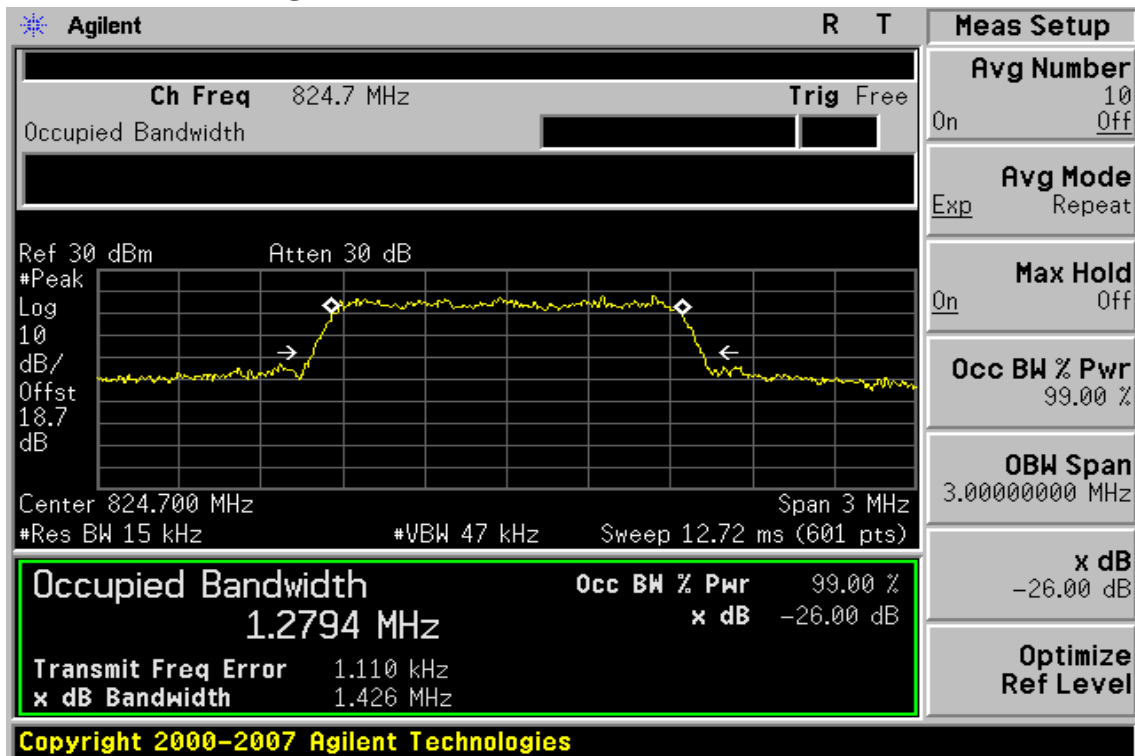 Agilent R T
Ch Freq 824.7 MHz Trig Free
Occupied Bandwidth
Ref 30 dBm Atten 30 dB
#Peak
Log
10
dB/
Offst
18.7
dB
Center 824.700 MHz Span 3 MHz
#Res BW 15 kHz #VBW 47 kHz Sweep 12.72 ms (601 pts)
Occupied Bandwidth Occ BW % Pwr 99.00 %
1.2794 MHz x dB -26.00 dB
Transmit Freq Error 1.110 kHz
x dB Bandwidth 1.426 MHz
Copyright 2000-2007 Agilent Technologies
Meas Setup
Avg Number
10
On Off
Avg Mode
Exp Repeat
Max Hold
On Off
Occ BW % Pwr
99.00 %
OBW Span
3.00000000 MHz
x dB
-26.00 dB
Optimize
Ref Level